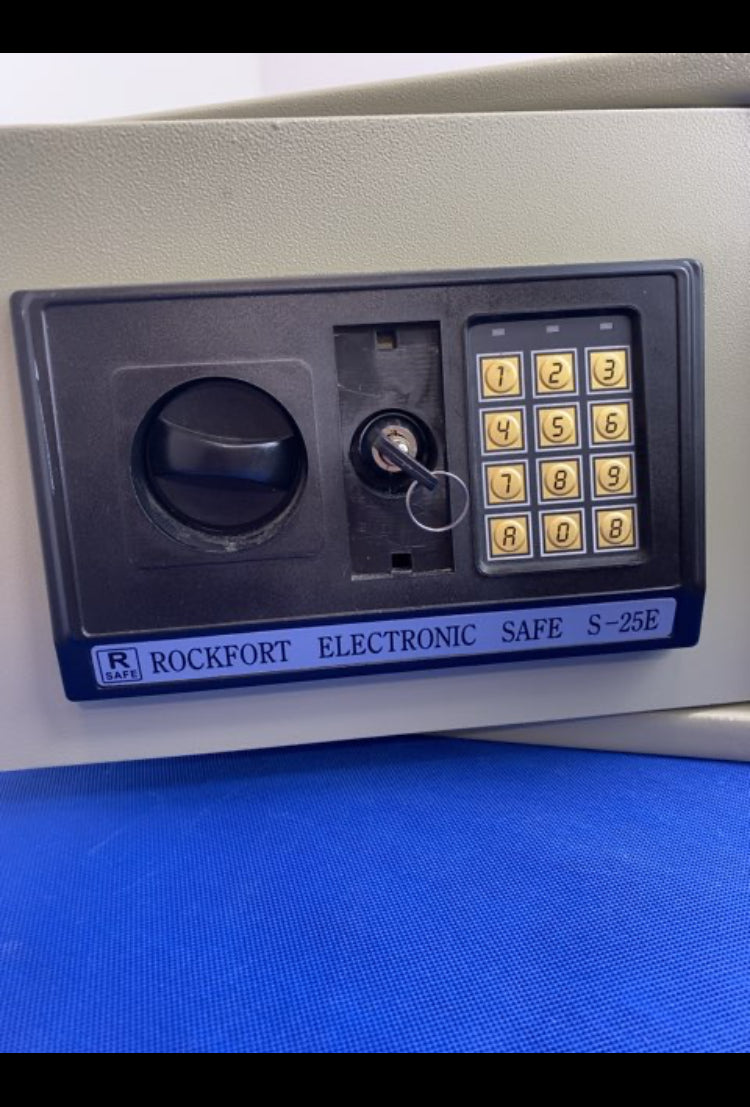 1 2 3
4 5 6
7 8 9
A 0 B
R SAFE ROCKFORT ELECTRONIC SAFE S-25E